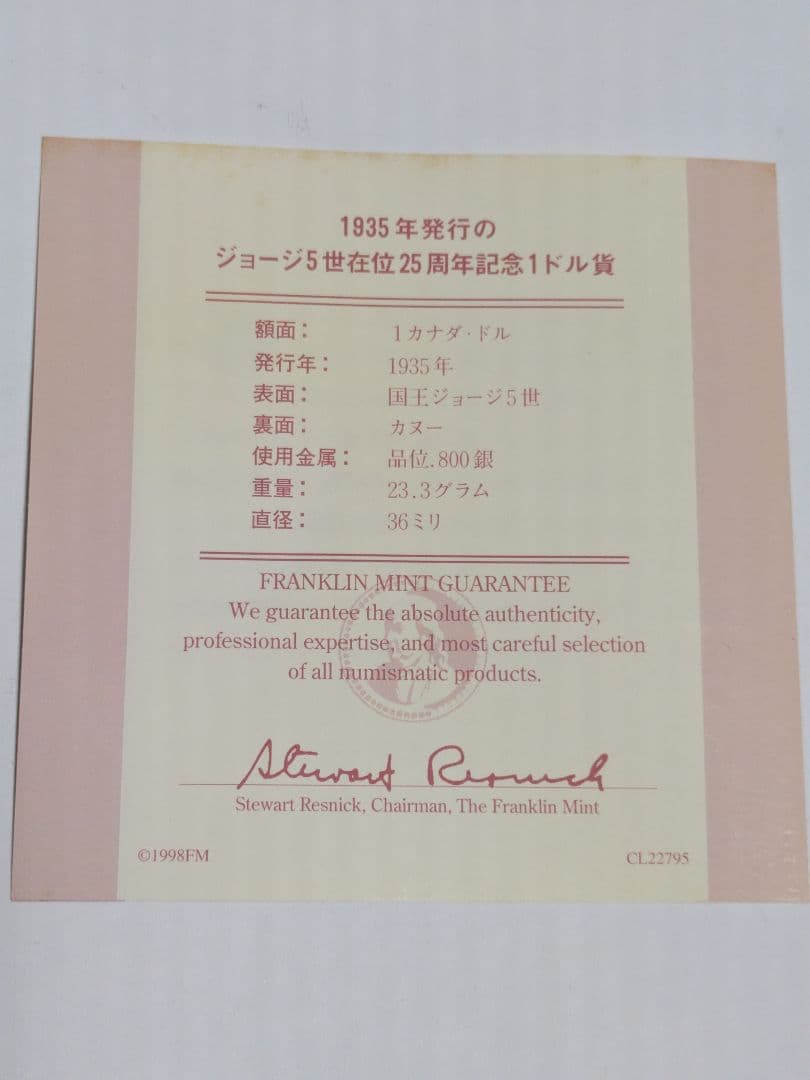 1935年発行の
ジョージ5世在位25周年記念1ドル貨
額面： 1カナダ・ドル
発行年： 1935年
表面： 国王ジョージ5世
裏面： カヌー
使用金属： 品位.800銀
重量： 23.3グラム
直径： 36ミリ
FRANKLIN MINT GUARANTEE
We guarantee the absolute authenticity,
professional expertise, and most careful selection
of all numismatic products.
Stewart Resnick
Stewart Resnick, Chairman, The Franklin Mint
©1998FM CL22795